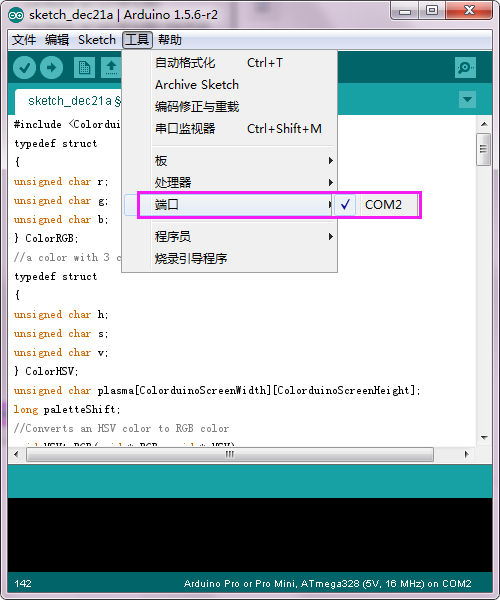 sketch_dec21a | Arduino 1.5.6-r2
文件 编辑 Sketch 工具 帮助
自动格式化 Ctrl+T
Archive Sketch
编码修正与重载
串口监视器 Ctrl+Shift+M
板
处理器
端口 COM2
程序员
烧录引导程序
sketch_dec21a §
#include <Colordui
typedef struct
{
unsigned char r;
unsigned char g;
unsigned char b;
} ColorRGB;
//a color with 3 c
typedef struct
{
unsigned char h;
unsigned char s;
unsigned char v;
} ColorHSV;
unsigned char plasma[ColorduinoScreenWidth][ColorduinoScreenHeight];
long paletteShift;
//Converts an HSV color to RGB color
142
Arduino Pro or Pro Mini, ATmega328 (5V, 16 MHz) on COM2